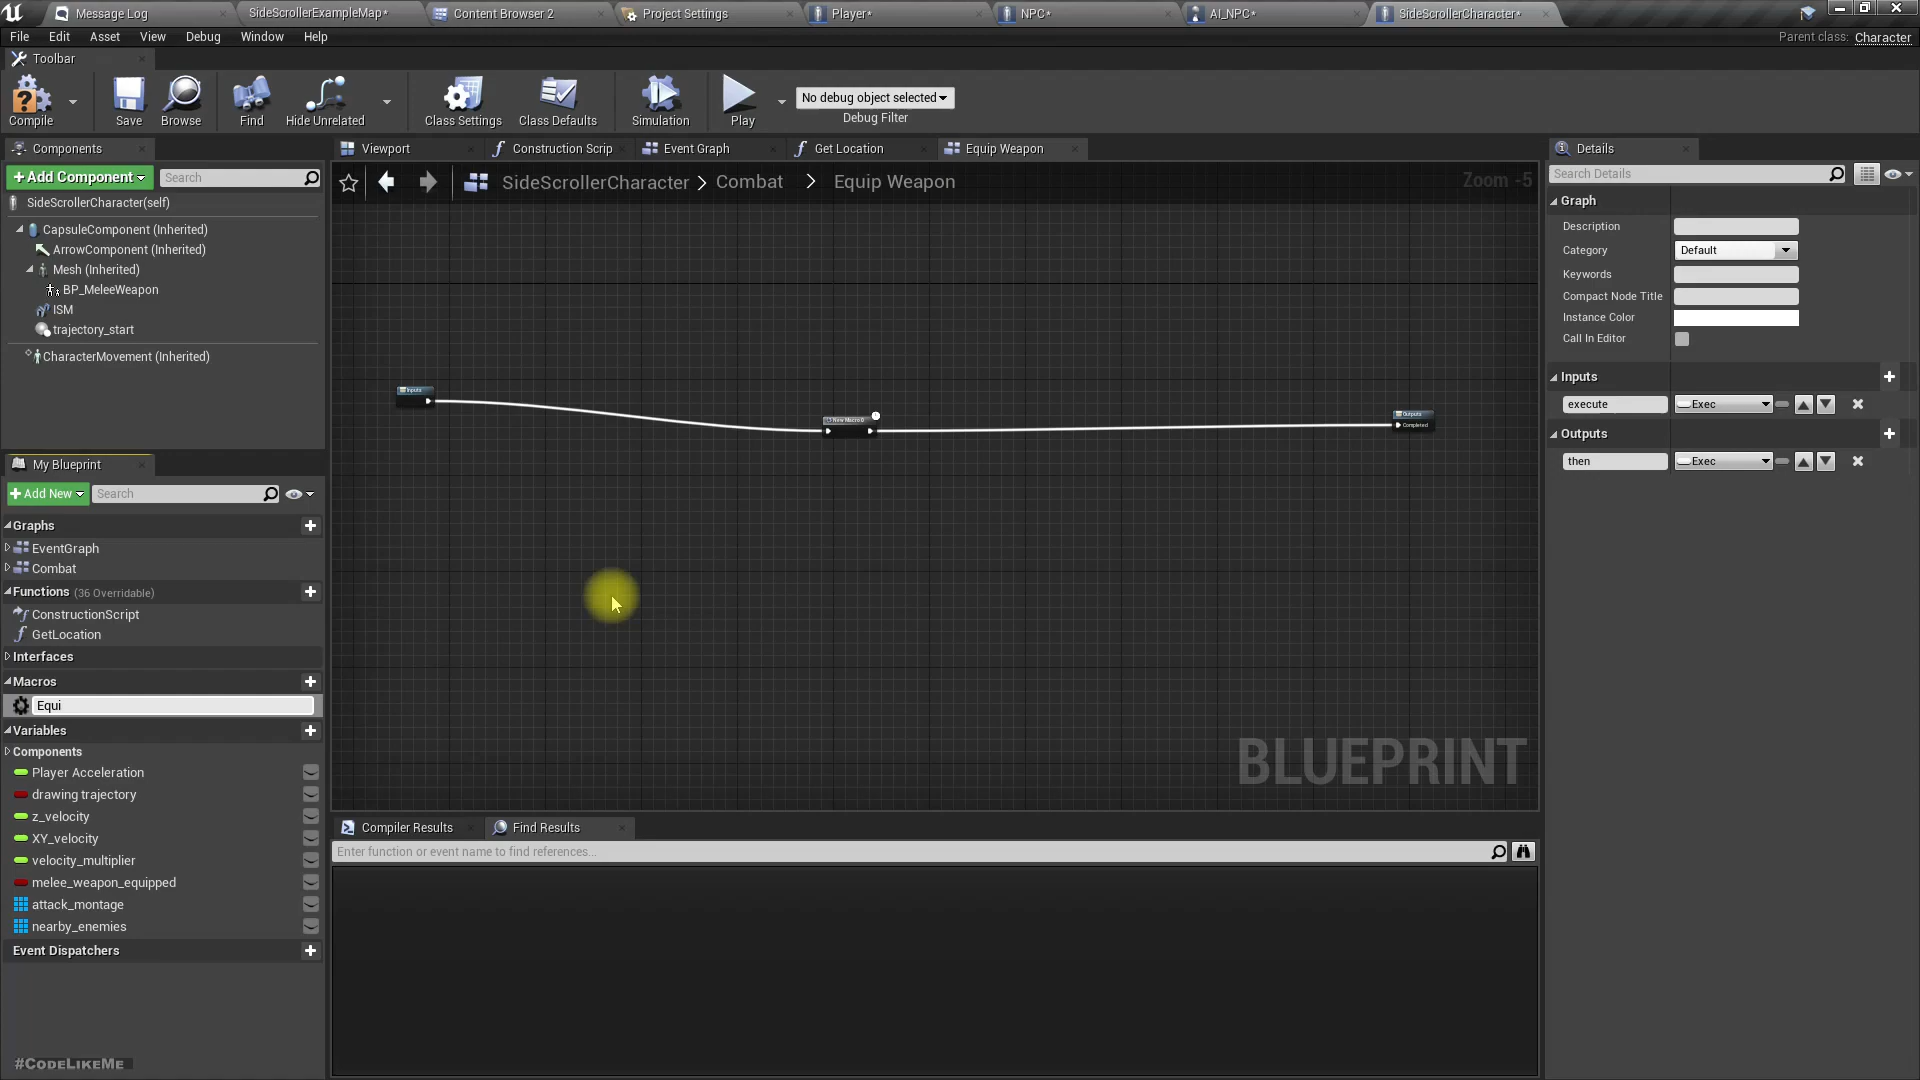 Message Log
SideScrollerExampleMap*
Content Browser 2
Project Settings
Player*
NPC*
AI_NPC*
SideScrollerCharacter*
File Edit Asset View Debug Window Help
Parent class: Character
Toolbar
Compile
Save
Browse
Find
Hide Unrelated
Class Settings
Class Defaults
Simulation
Play
No debug object selected
Debug Filter
Components
+Add Component
Search
SideScrollerCharacter(self)
CapsuleComponent (Inherited)
ArrowComponent (Inherited)
Mesh (Inherited)
BP_MeleeWeapon
ISM
trajectory_start
CharacterMovement (Inherited)
My Blueprint
+Add New
Search
Graphs
EventGraph
Combat
Functions (36 Overridable)
ConstructionScript
GetLocation
Interfaces
Macros
Equi
Variables
Components
Player Acceleration
drawing trajectory
z_velocity
XY_velocity
velocity_multiplier
melee_weapon_equipped
attack_montage
nearby_enemies
Event Dispatchers
#CodeLikeMe
Viewport
Construction Scrip
Event Graph
Get Location
Equip Weapon
SideScrollerCharacter > Combat > Equip Weapon
Zoom -5
Inputs
New Macro 0
Outputs
Completed
BLUEPRINT
Compiler Results
Find Results
Enter function or event name to find references...
Details
Search Details
Graph
Description
Category Default
Keywords
Compact Node Title
Instance Color
Call In Editor
Inputs
execute Exec
Outputs
then Exec